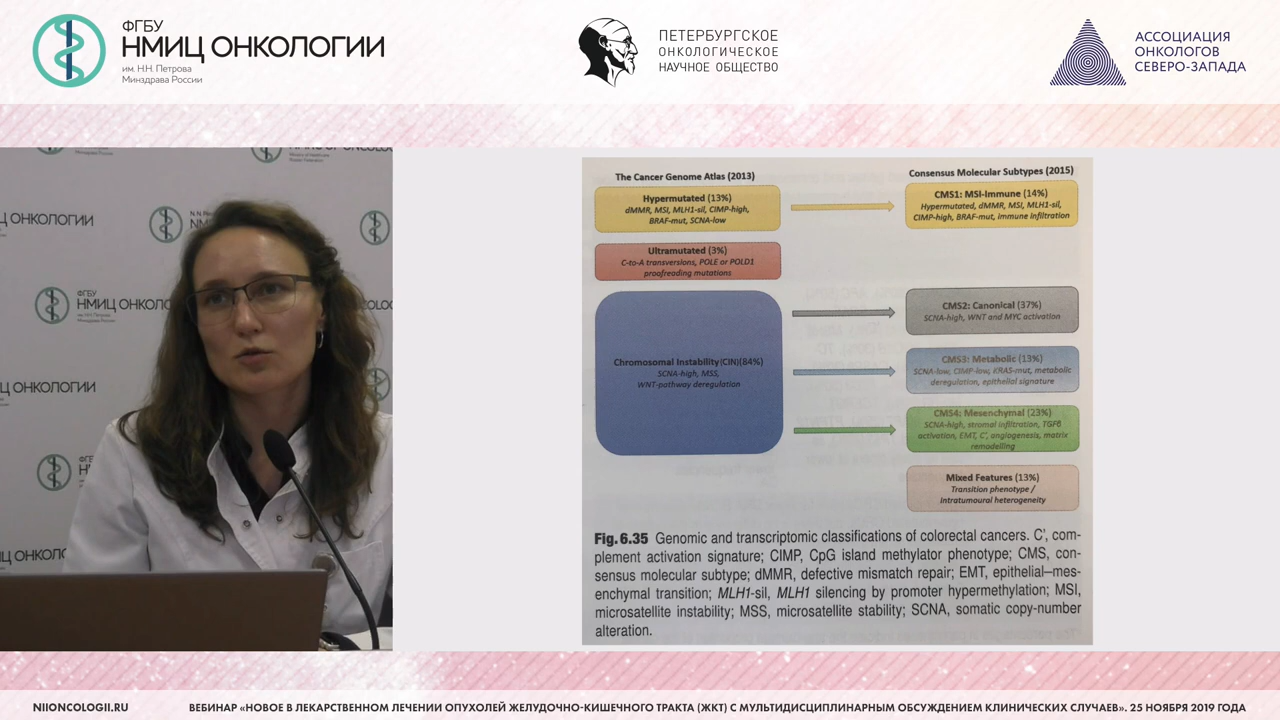 ФГБУ
НМИЦ ОНКОЛОГИИ
им. Н.Н. Петрова
Минздрава России
ПЕТЕРБУРГСКОЕ
ОНКОЛОГИЧЕСКОЕ
НАУЧНОЕ ОБЩЕСТВО
АССОЦИАЦИЯ
ОНКОЛОГОВ
СЕВЕРО-ЗАПАДА
ОНКОЛОГИИ
ФГБУ
НМИЦ ОНКОЛО
ОНКОЛОГИИ
The Cancer Genome Atlas (2013)
Hypermutated (13%)
dMMR, MSI, MLH1-sil, CIMP-high,
BRAF-mut, SCNA-low
Ultramutated (3%)
C-to-A transversions, POLE or POLD1
proofreading mutations
Chromosomal Instability(CIN)(84%)
SCNA-high, MSS,
WNT-pathway deregulation
Consensus Molecular Subtypes (2015)
CMS1: MSI-Immune (14%)
Hypermutated, dMMR, MSI, MLH1-sil,
CIMP-high, BRAF-mut, immune infiltration
CMS2: Canonical (37%)
SCNA-high, WNT and MYC activation
CMS3: Metabolic (13%)
SCNA-low, CIMP-low, KRAS-mut, metabolic
deregulation, epithelial signature
CMS4: Mesenchymal (23%)
SCNA-high, stromal infiltration, TGFβ
activation, EMT, C', angiogenesis, matrix
remodelling
Mixed Features (13%)
Transition phenotype /
Intratumoural heterogeneity
Fig. 6.35 Genomic and transcriptomic classifications of colorectal cancers. C', com-
plement activation signature; CIMP, CpG island methylator phenotype; CMS, con-
sensus molecular subtype; dMMR, defective mismatch repair; EMT, epithelial–mes-
enchymal transition; MLH1-sil, MLH1 silencing by promoter hypermethylation; MSI,
microsatellite instability; MSS, microsatellite stability; SCNA, somatic copy-number
alteration.
NIIONCOLOGII.RU
ВЕБИНАР «НОВОЕ В ЛЕКАРСТВЕННОМ ЛЕЧЕНИИ ОПУХОЛЕЙ ЖЕЛУДОЧНО-КИШЕЧНОГО ТРАКТА (ЖКТ) С МУЛЬТИДИСЦИПЛИНАРНЫМ ОБСУЖДЕНИЕМ КЛИНИЧЕСКИХ СЛУЧАЕВ». 25 НОЯБРЯ 2019 ГОДА